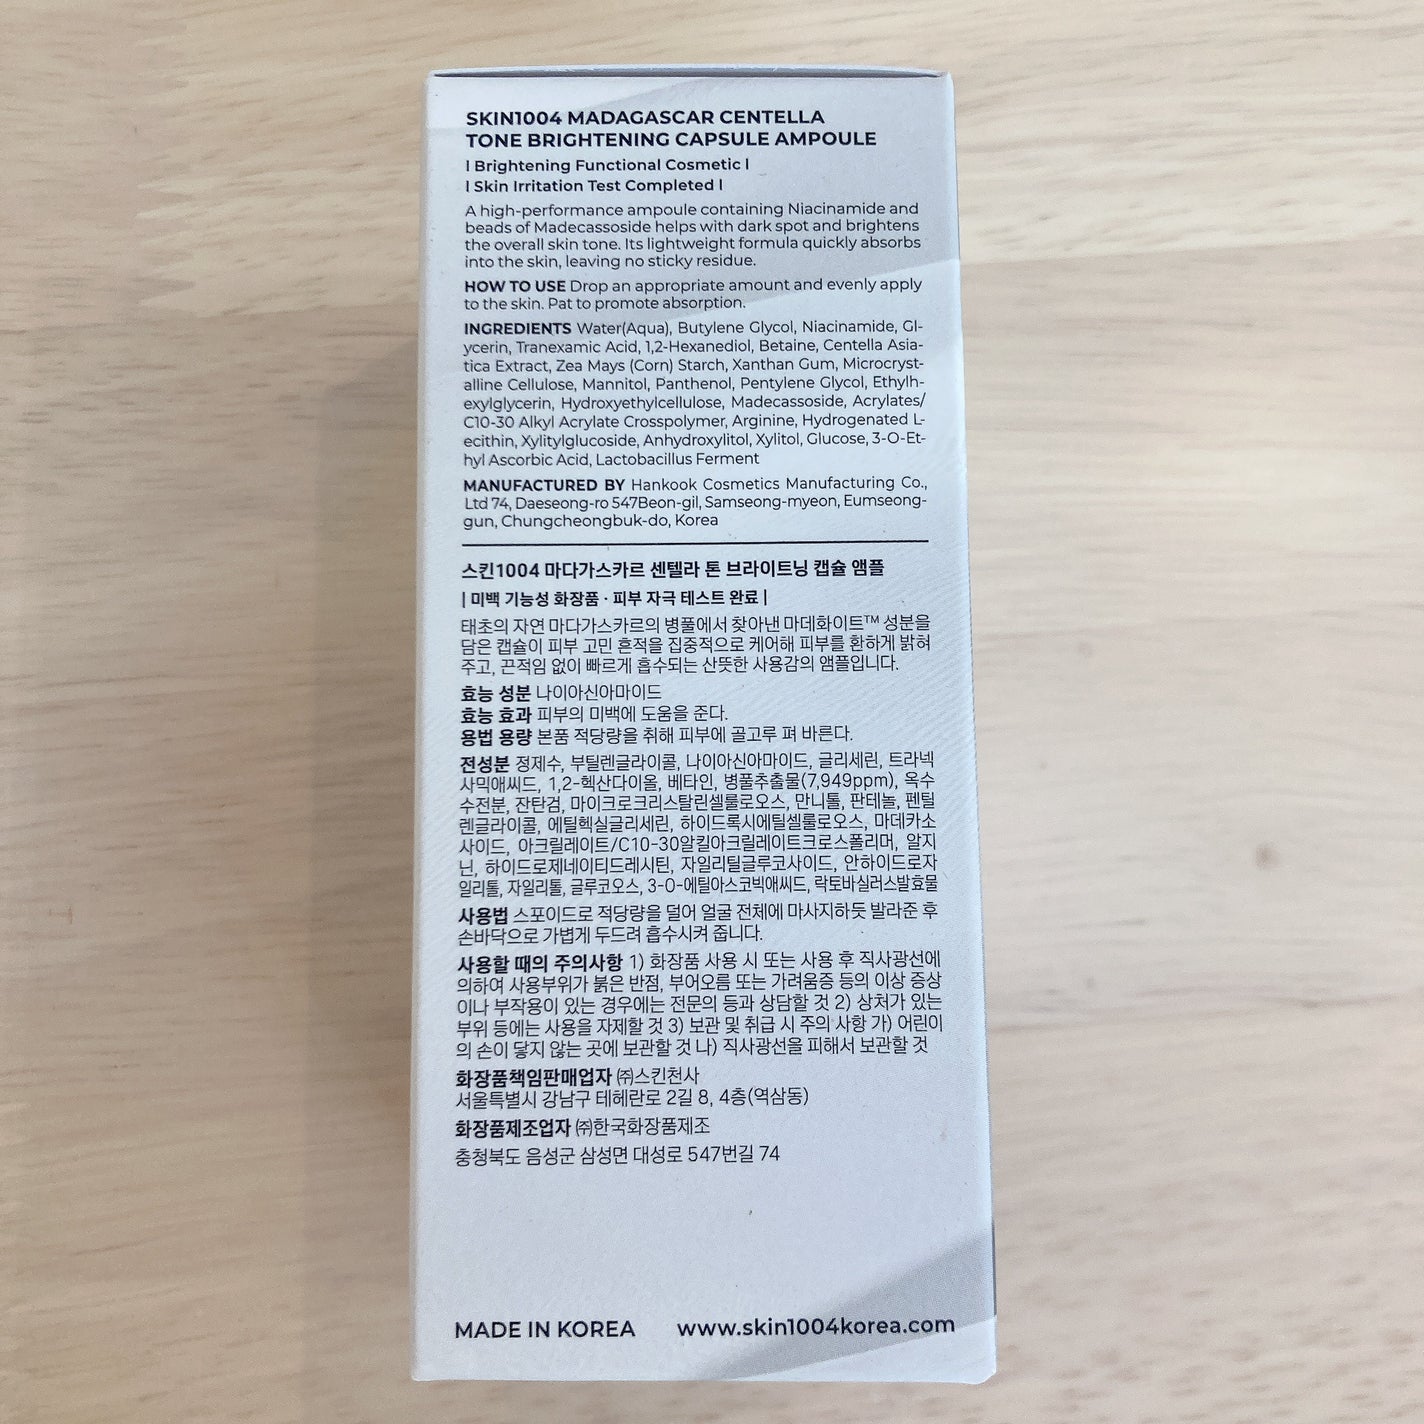 SKIN1004 MADAGASCAR CENTELLA
TONE BRIGHTENING CAPSULE AMPOULE
| Brightening Functional Cosmetic |
| Skin Irritation Test Completed |
A high-performance ampoule containing Niacinamide and
beads of Madecassoside helps with dark spot and brightens
the overall skin tone. Its lightweight formula quickly absorbs
into the skin, leaving no sticky residue.
HOW TO USE Drop an appropriate amount and evenly apply
to the skin. Pat to promote absorption.
INGREDIENTS Water(Aqua), Butylene Glycol, Niacinamide, Gl-
ycerin, Tranexamic Acid, 1,2-Hexanediol, Betaine, Centella Asia-
tica Extract, Zea Mays (Corn) Starch, Xanthan Gum, Microcryst-
alline Cellulose, Mannitol, Panthenol, Pentylene Glycol, Ethylh-
exylglycerin, Hydroxyethylcellulose, Madecassoside, Acrylates/
C10-30 Alkyl Acrylate Crosspolymer, Arginine, Hydrogenated L-
ecithin, Xylitylglucoside, Anhydroxylitol, Xylitol, Glucose, 3-O-Et-
hyl Ascorbic Acid, Lactobacillus Ferment
MANUFACTURED BY Hankook Cosmetics Manufacturing Co.,
Ltd 74, Daeseong-ro 547Beon-gil, Samseong-myeon, Eumseong-
gun, Chungcheongbuk-do, Korea
스킨1004 마다가스카르 센텔라 톤 브라이트닝 캡슐 앰플
| 미백 기능성 화장품 · 피부 자극 테스트 완료 |
태초의 자연 마다가스카르의 병풀에서 찾아낸 마데화이트™ 성분을
담은 캡슐이 피부 고민 흔적을 집중적으로 케어해 피부를 환하게 밝혀
주고, 끈적임 없이 빠르게 흡수되는 산뜻한 사용감의 앰플입니다.
효능 성분 나이아신아마이드
효능 효과 피부의 미백에 도움을 준다.
용법 용량 본품 적당량을 취해 피부에 골고루 펴 바른다.
전성분 정제수, 부틸렌글라이콜, 나이아신아마이드, 글리세린, 트라넥
사믹애씨드, 1,2-헥산다이올, 베타인, 병풀추출물(7,949ppm), 옥수
수전분, 잔탄검, 마이크로크리스탈린셀룰로오스, 만니톨, 판테놀, 펜틸
렌글라이콜, 에틸헥실글리세린, 하이드록시에틸셀룰로오스, 마데카소
사이드, 아크릴레이트/C10-30알킬아크릴레이트크로스폴리머, 알지
닌, 하이드로제네이티드레시틴, 자일리틸글루코사이드, 안하이드로자
일리톨, 자일리톨, 글루코오스, 3-O-에틸아스코빅애씨드, 락토바실러스발효물
사용법 스포이드로 적당량을 덜어 얼굴 전체에 마사지하듯 발라준 후
손바닥으로 가볍게 두드려 흡수시켜 줍니다.
사용할 때의 주의사항 1) 화장품 사용 시 또는 사용 후 직사광선에
의하여 사용부위가 붉은 반점, 부어오름 또는 가려움증 등의 이상 증상
이나 부작용이 있는 경우에는 전문의 등과 상담할 것 2) 상처가 있는
부위 등에는 사용을 자제할 것 3) 보관 및 취급 시 주의 사항 가) 어린이
의 손이 닿지 않는 곳에 보관할 것 나) 직사광선을 피해서 보관할 것
화장품책임판매업자 ㈜스킨천사
서울특별시 강남구 테헤란로 2길 8, 4층(역삼동)
화장품제조업자 ㈜한국화장품제조
충청북도 음성군 삼성면 대성로 547번길 74
MADE IN KOREA www.skin1004korea.com